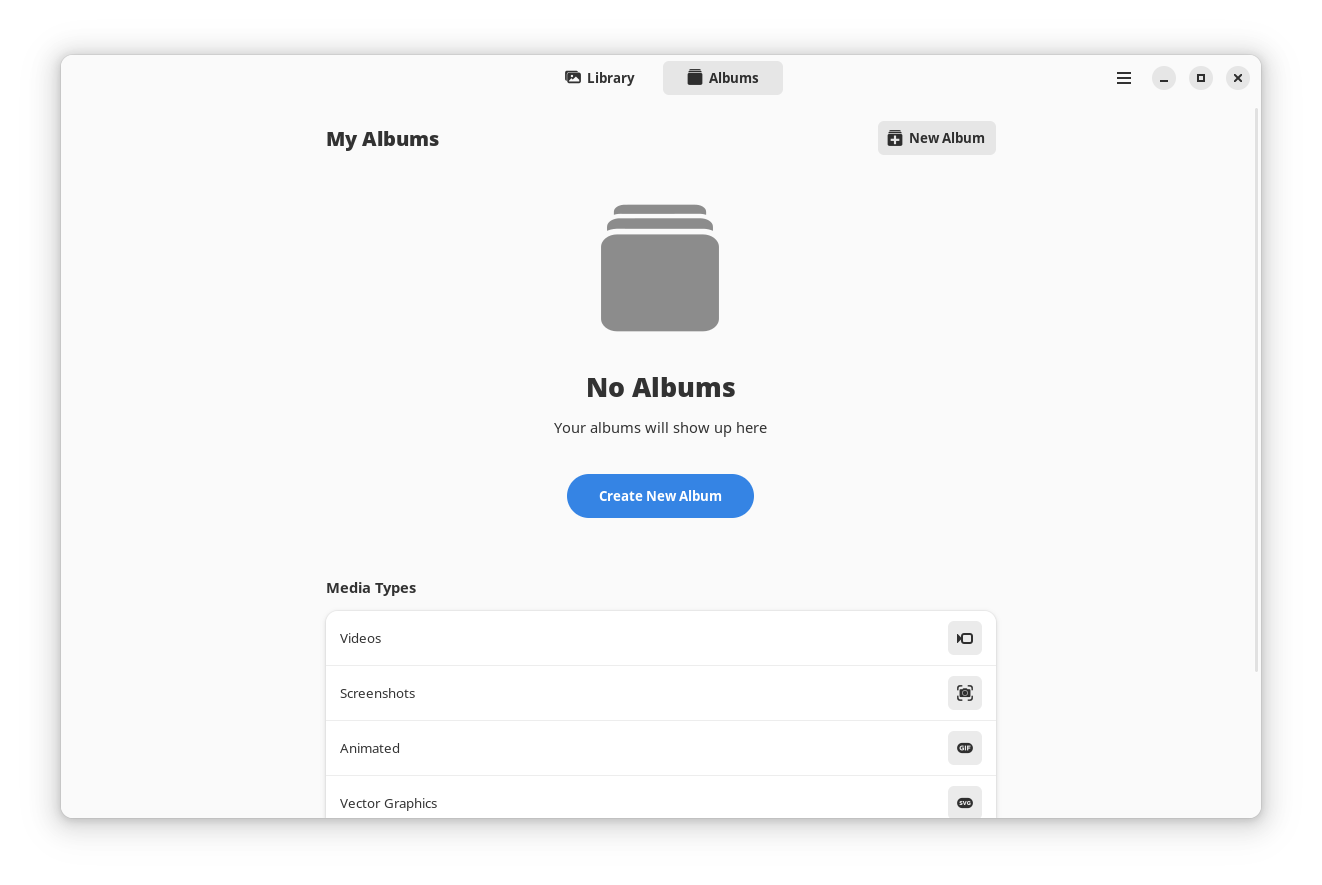 Library
Albums
My Albums
New Album
No Albums
Your albums will show up here
Create New Album
Media Types
Videos
Screenshots
Animated
GIF
Vector Graphics
SVG